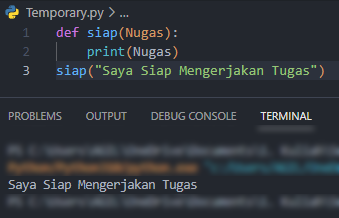 Temporary.py > ...
1 def siap(Nugas):
2     print(Nugas)
3 siap("Saya Siap Mengerjakan Tugas")
PROBLEMS OUTPUT DEBUG CONSOLE TERMINAL
Saya Siap Mengerjakan Tugas